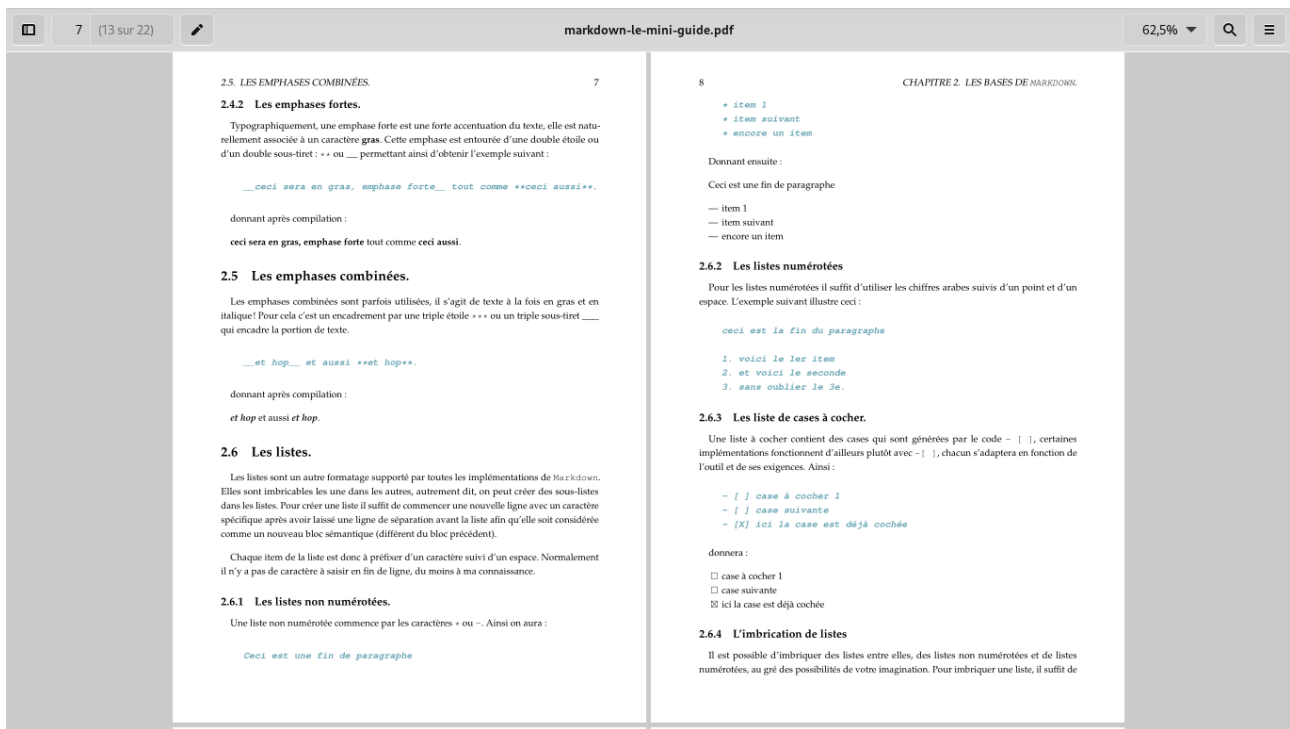 7 (13 sur 22)
markdown-le-mini-guide.pdf
62,5%
2.5. LES EMPHASES COMBINÉES. 7
2.4.2 Les emphases fortes.
Typographiquement, une emphase forte est une forte accentuation du texte, elle est natu-
rellement associée à un caractère gras. Cette emphase est entourée d'une double étoile ou
d'un double sous-tiret : ** ou __ permettant ainsi d'obtenir l'exemple suivant :
__ceci sera en gras, emphase forte__ tout comme **ceci aussi**.
donnant après compilation :
ceci sera en gras, emphase forte tout comme ceci aussi.
2.5 Les emphases combinées.
Les emphases combinées sont parfois utilisées, il s'agit de texte à la fois en gras et en
italique! Pour cela c'est un encadrement par une triple étoile *** ou un triple sous-tiret ___
qui encadre la portion de texte.
__et hop__ et aussi **et hop**.
donnant après compilation :
et hop et aussi et hop.
2.6 Les listes.
Les listes sont un autre formatage supporté par toutes les implémentations de Markdown.
Elles sont imbricables les une dans les autres, autrement dit, on peut créer des sous-listes
dans les listes. Pour créer une liste il suffit de commencer une nouvelle ligne avec un caractère
spécifique après avoir laissé une ligne de séparation avant la liste afin qu'elle soit considérée
comme un nouveau bloc sémantique (différent du bloc précédent).
Chaque item de la liste est donc à préfixer d'un caractère suivi d'un espace. Normalement
il n'y a pas de caractère à saisir en fin de ligne, du moins à ma connaissance.
2.6.1 Les listes non numérotées.
Une liste non numérotée commence par les caractères * ou -. Ainsi on aura :
Ceci est une fin de paragraphe
8 CHAPITRE 2. LES BASES DE MARKDOWN.
* item 1
* item suivant
* encore un item
Donnant ensuite :
Ceci est une fin de paragraphe
— item 1
— item suivant
— encore un item
2.6.2 Les listes numérotées
Pour les listes numérotées il suffit d'utiliser les chiffres arabes suivis d'un point et d'un
espace. L'exemple suivant illustre ceci :
ceci est la fin du paragraphe
1. voici le 1er item
2. et voici le seconde
3. sans oublier le 3e.
2.6.3 Les liste de cases à cocher.
Une liste à cocher contient des cases qui sont générées par le code - [ ], certaines
implémentations fonctionnent d'ailleurs plutôt avec -[ ], chacun s'adaptera en fonction de
l'outil et de ses exigences. Ainsi :
- [ ] case à cocher 1
- [ ] case suivante
- [X] ici la case est déjà cochée
donnera :
☐ case à cocher 1
☐ case suivante
☒ ici la case est déjà cochée
2.6.4 L'imbrication de listes
Il est possible d'imbriquer des listes entre elles, des listes non numérotées et de listes
numérotées, au gré des possibilités de votre imagination. Pour imbriquer une liste, il suffit de